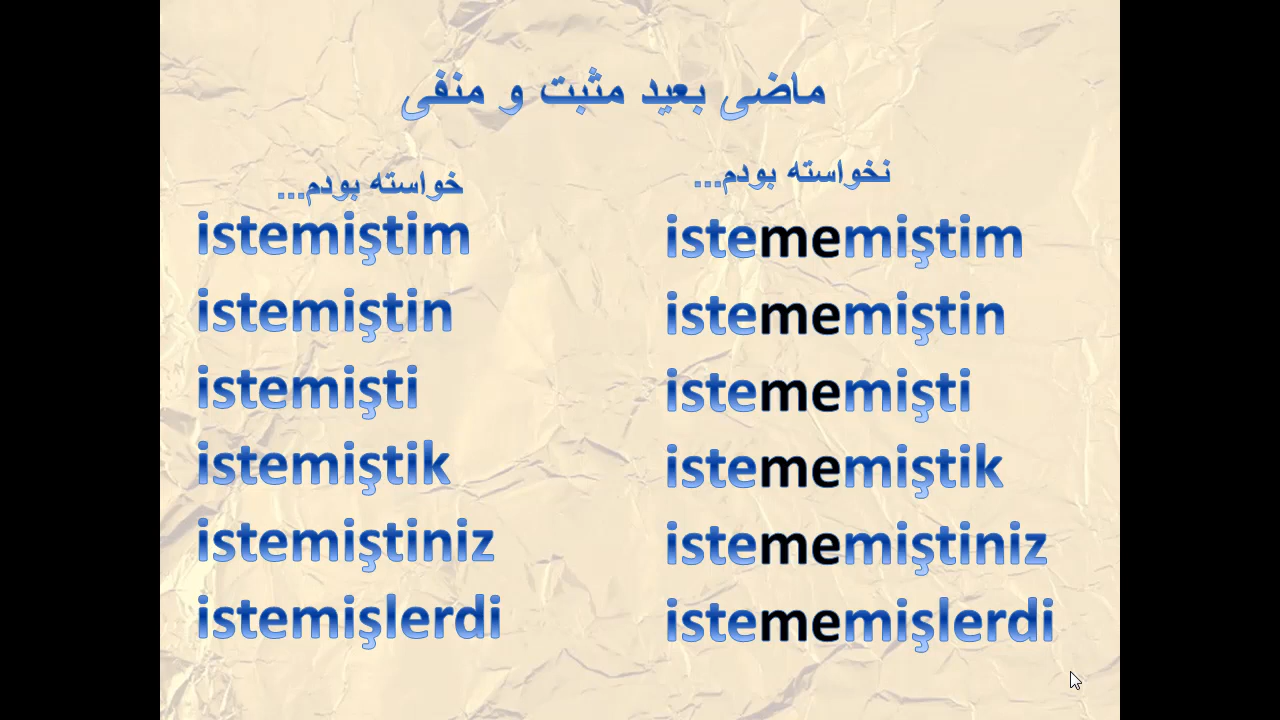 ماضی بعید مثبت و منفی
خواسته بودم...
istemiştim
istemiştin
istemişti
istemiştik
istemiştiniz
istemişlerdi
نخواسته بودم...
istememiştim
istememiştin
istememişti
istememiştik
istememiştiniz
istememişlerdi